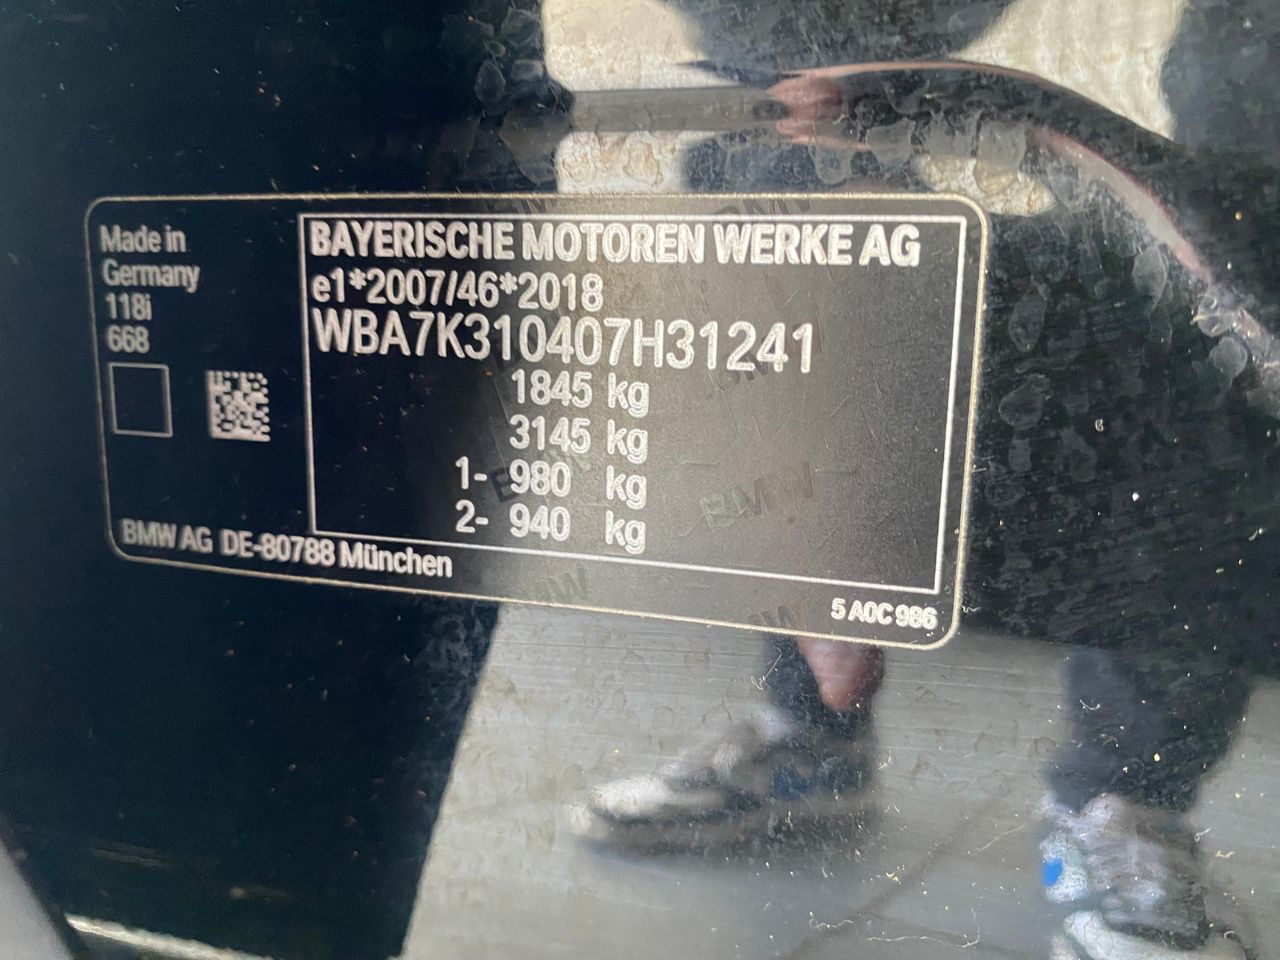 Made in
Germany
118i
668
BAYERISCHE MOTOREN WERKE AG
e1*2007/46*2018
WBA7K310407H31241
1845 kg
3145 kg
1- 980 kg
2- 940 kg
BMW AG DE-80788 München
5 A0C 986